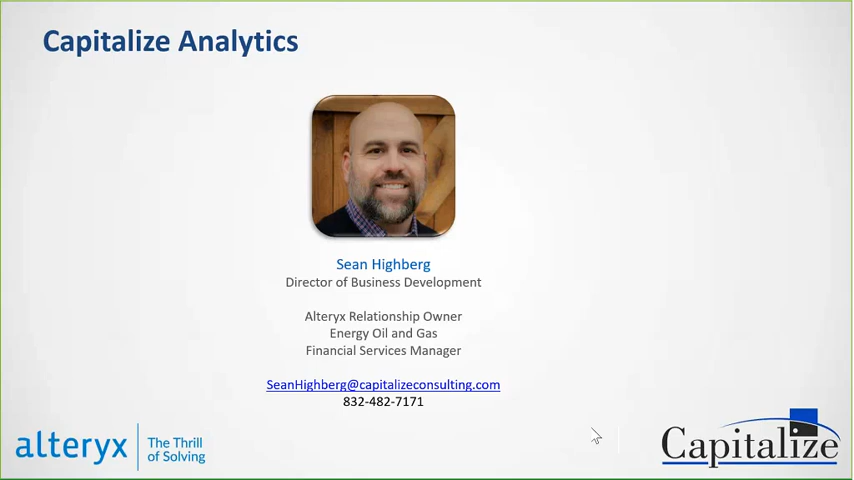 Capitalize Analytics
Sean Highberg
Director of Business Development
Alteryx Relationship Owner
Energy Oil and Gas
Financial Services Manager
SeanHighberg@capitalizeconsulting.com
832-482-7171
alteryx
The Thrill
of Solving
Capitalize